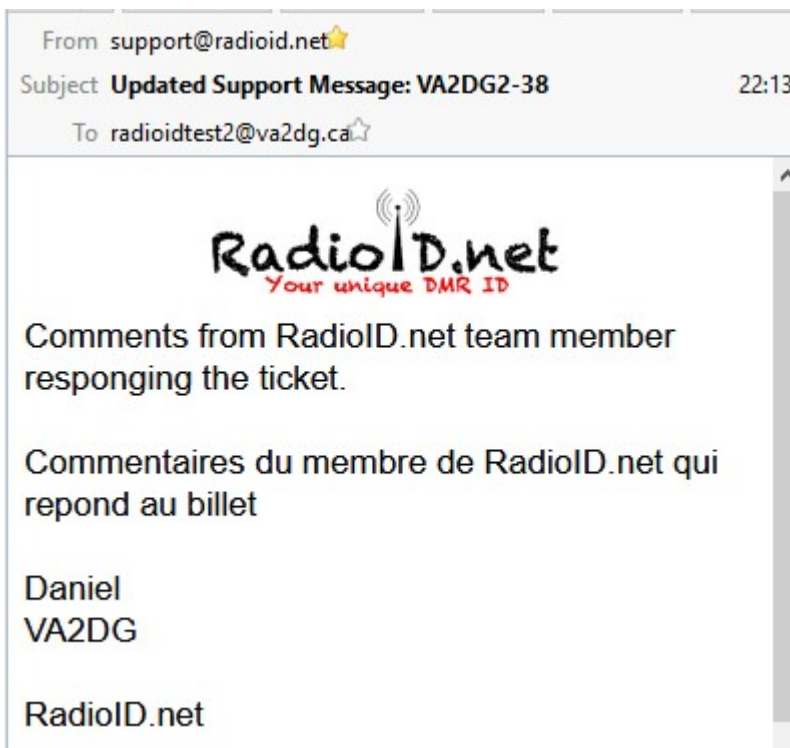 From support@radioid.net
Subject Updated Support Message: VA2DG2-38 22:13
To radioidtest2@va2dg.ca
RadioID.net
Your unique DMR ID
Comments from RadioID.net team member
responging the ticket.
Commentaires du membre de RadioID.net qui
repond au billet
Daniel
VA2DG
RadioID.net